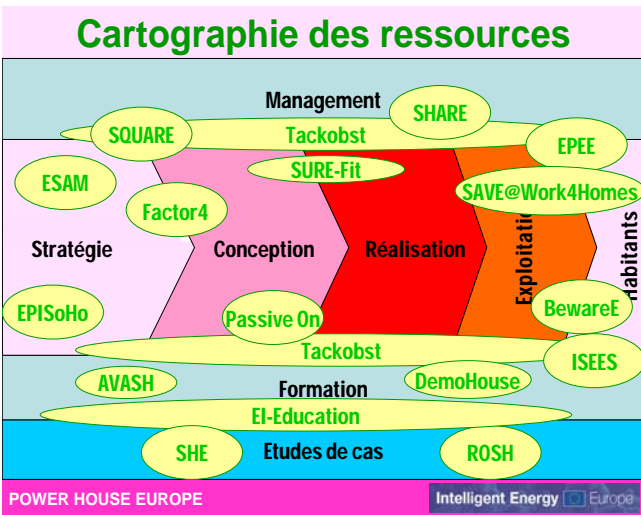 Cartographie des ressources
Management
SHARE
SQUARE
Tackobst
EPEE
SURE-Fit
ESAM
SAVE@Work4Homes
Factor4
Stratégie
Conception
Réalisation
Exploitatio
Habitants
EPISoHo
Passive On
BewareE
Tackobst
ISEES
AVASH
Formation
DemoHouse
EI-Education
SHE
Etudes de cas
ROSH
POWER HOUSE EUROPE
Intelligent Energy Europe